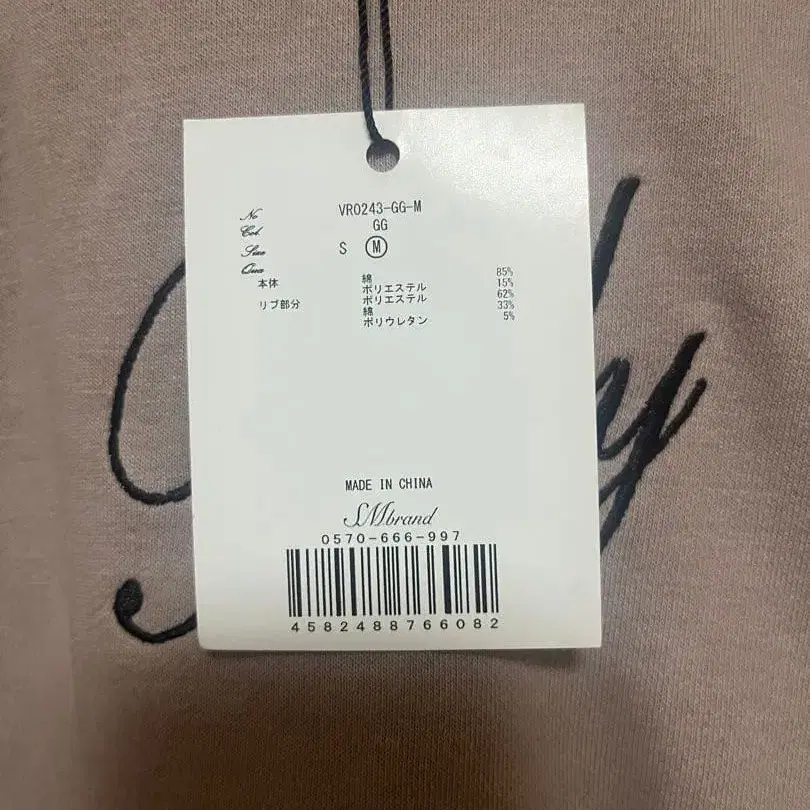 No VR0243-GG-M
Col. GG
Size S M
Qua
本体 綿 85%
ポリエステル 15%
リブ部分 ポリエステル 62%
綿 33%
ポリウレタン 5%
MADE IN CHINA
SMbrand
0570-666-997
4582488766082